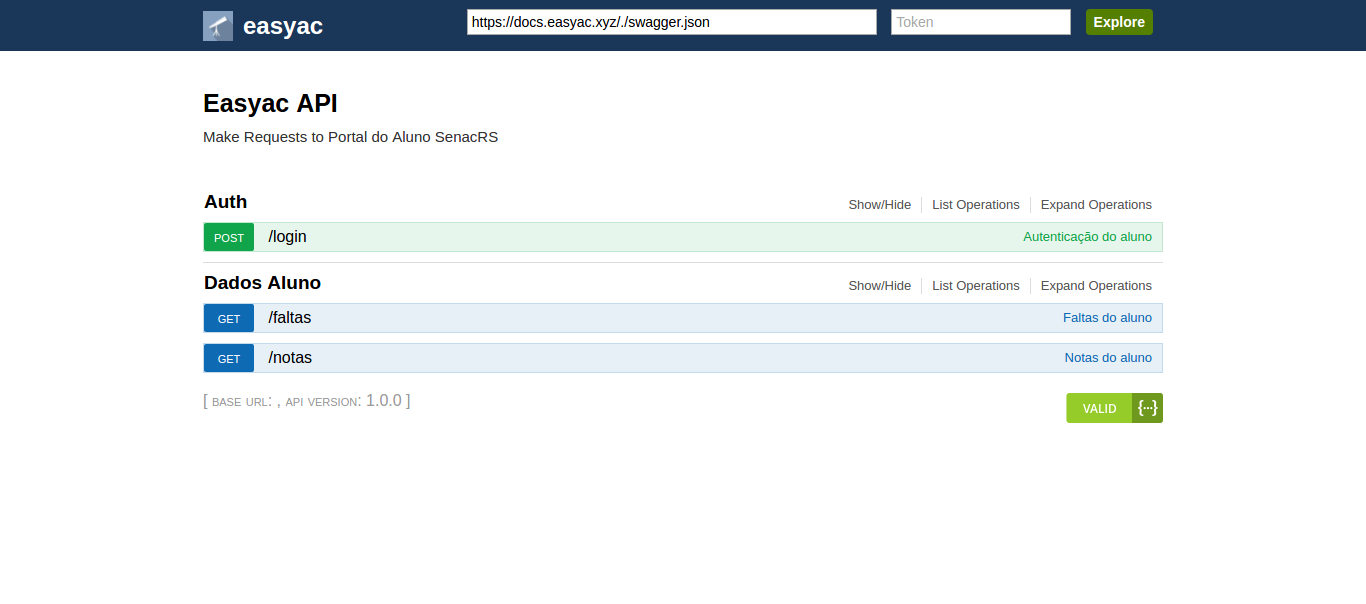 easyac https://docs.easyac.xyz/./swagger.json Token Explore
Easyac API
Make Requests to Portal do Aluno SenacRS
Auth Show/Hide List Operations Expand Operations
POST /login Autenticação do aluno
Dados Aluno Show/Hide List Operations Expand Operations
GET /faltas Faltas do aluno
GET /notas Notas do aluno
[ BASE URL: , API VERSION: 1.0.0 ] VALID {···}